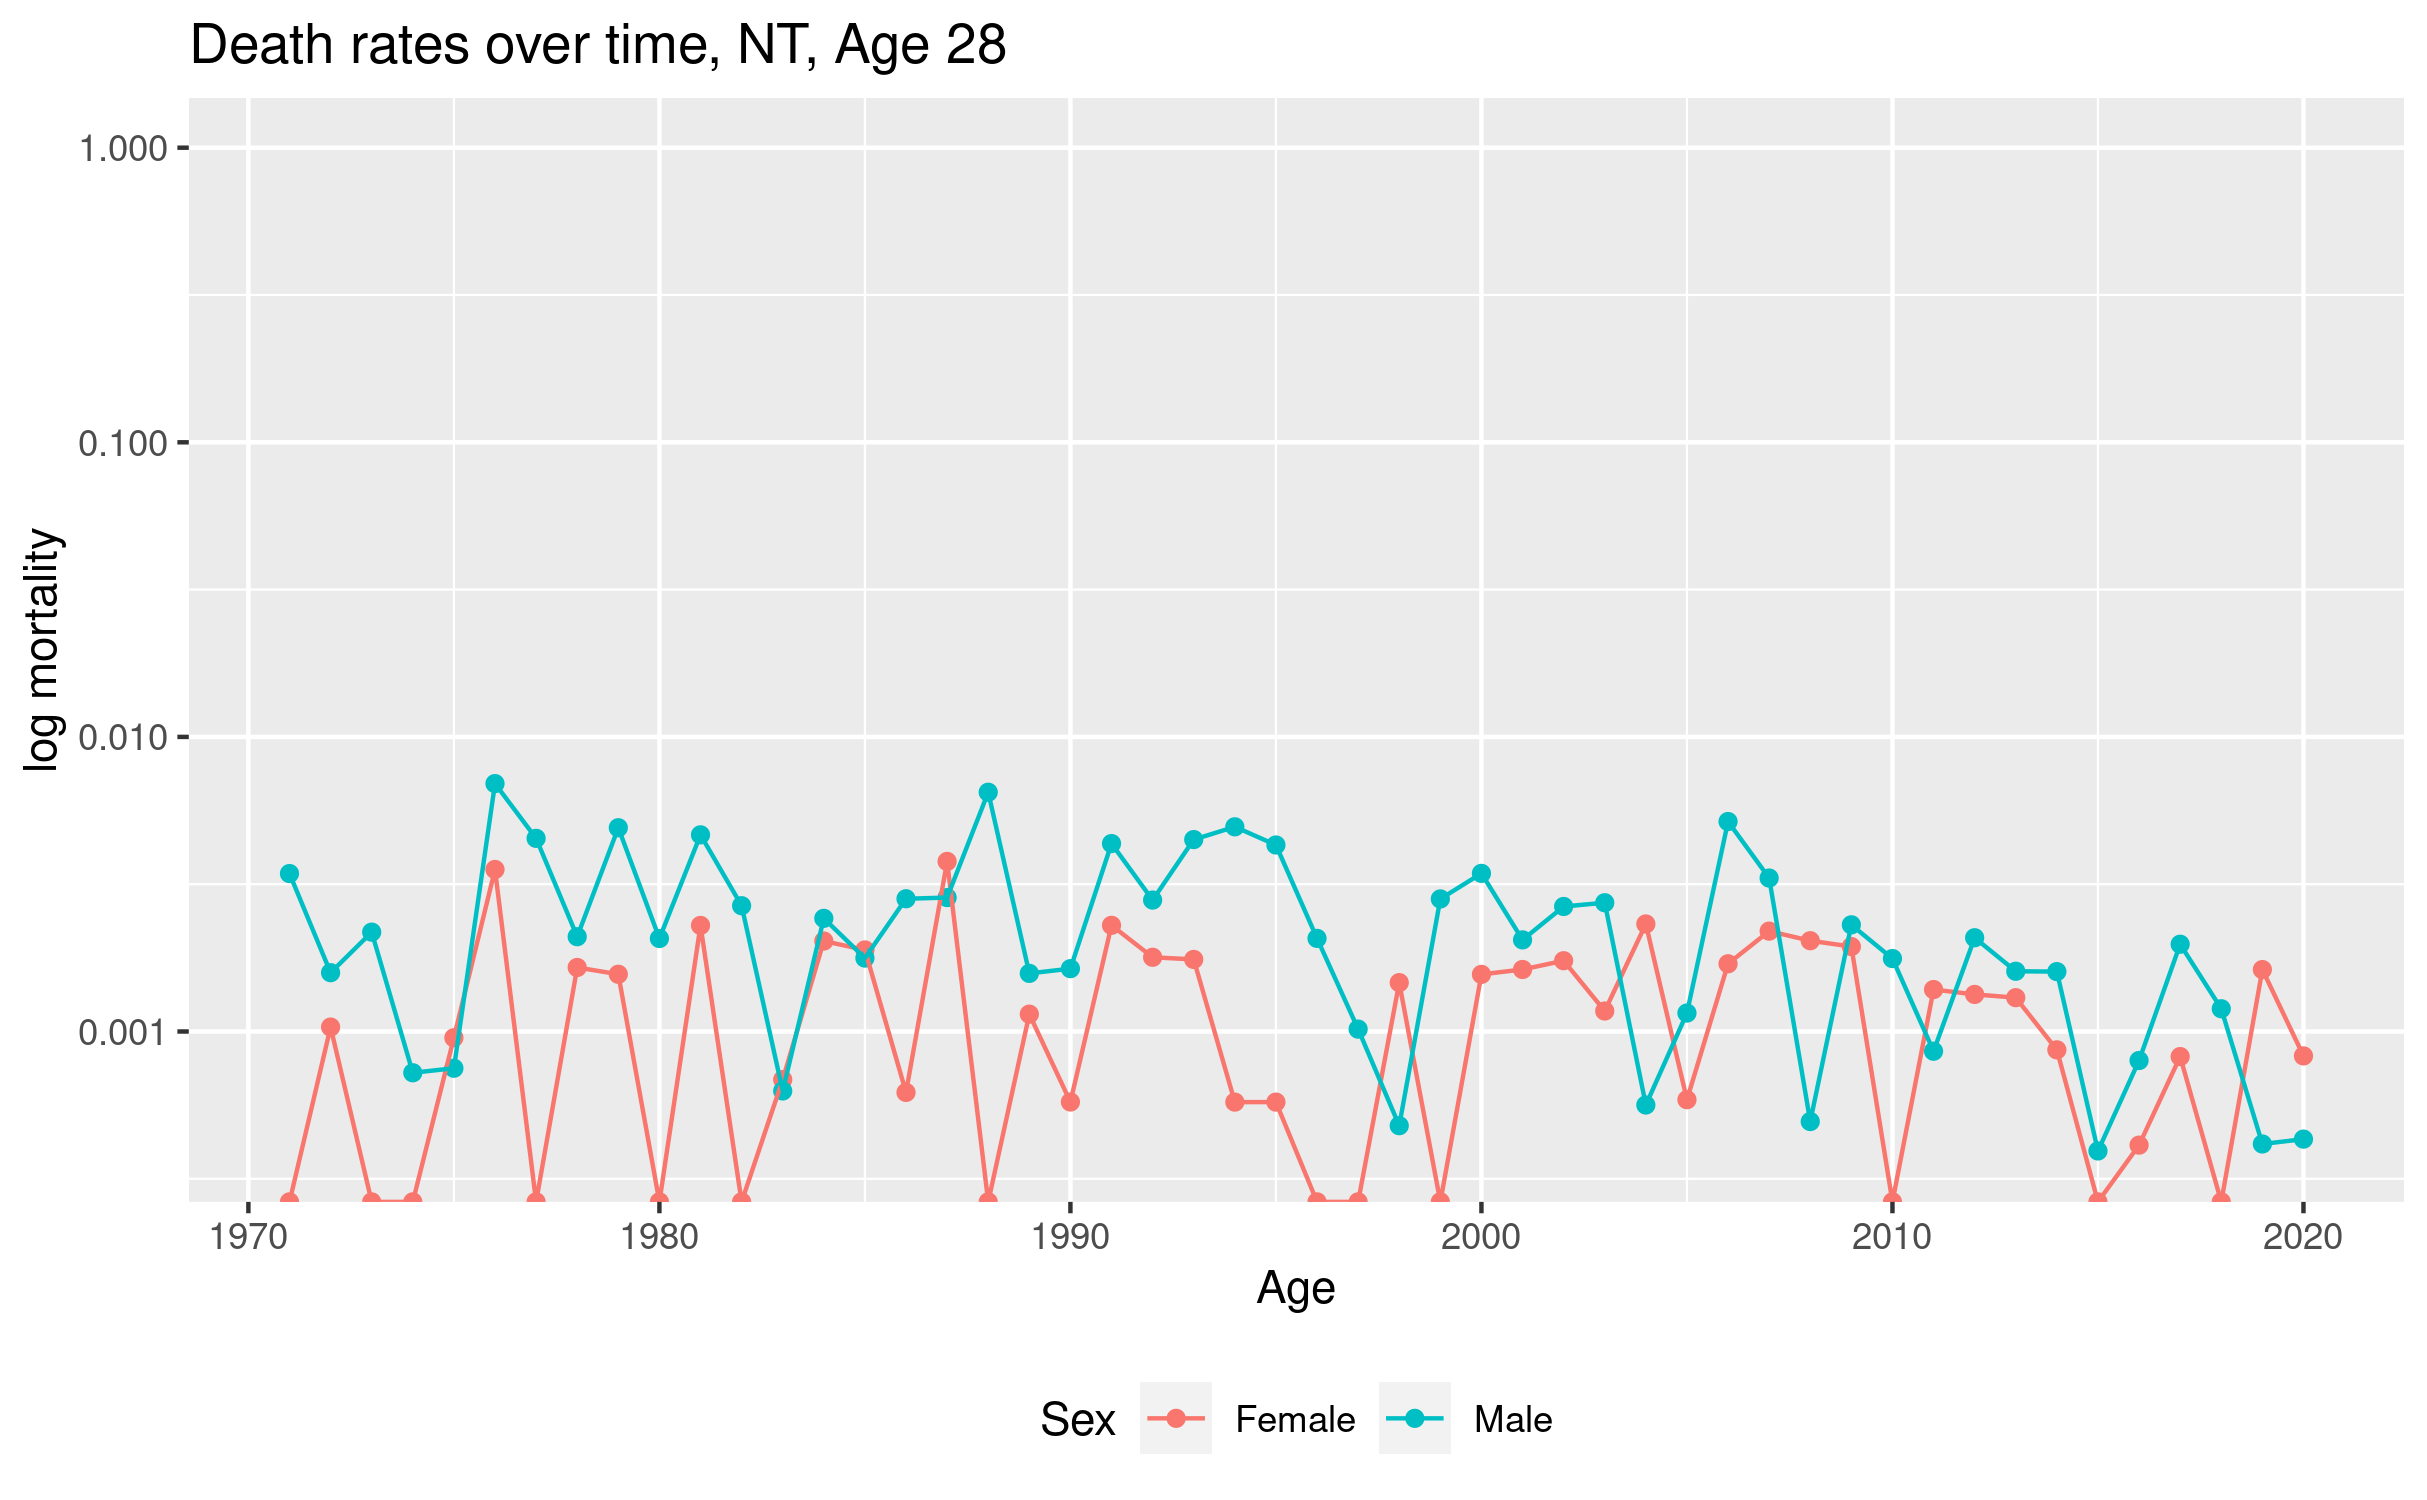 Death rates over time, NT, Age 28
log mortality
1.000
0.100
0.010
0.001
1970 1980 1990 2000 2010 2020
Age
Sex Female Male